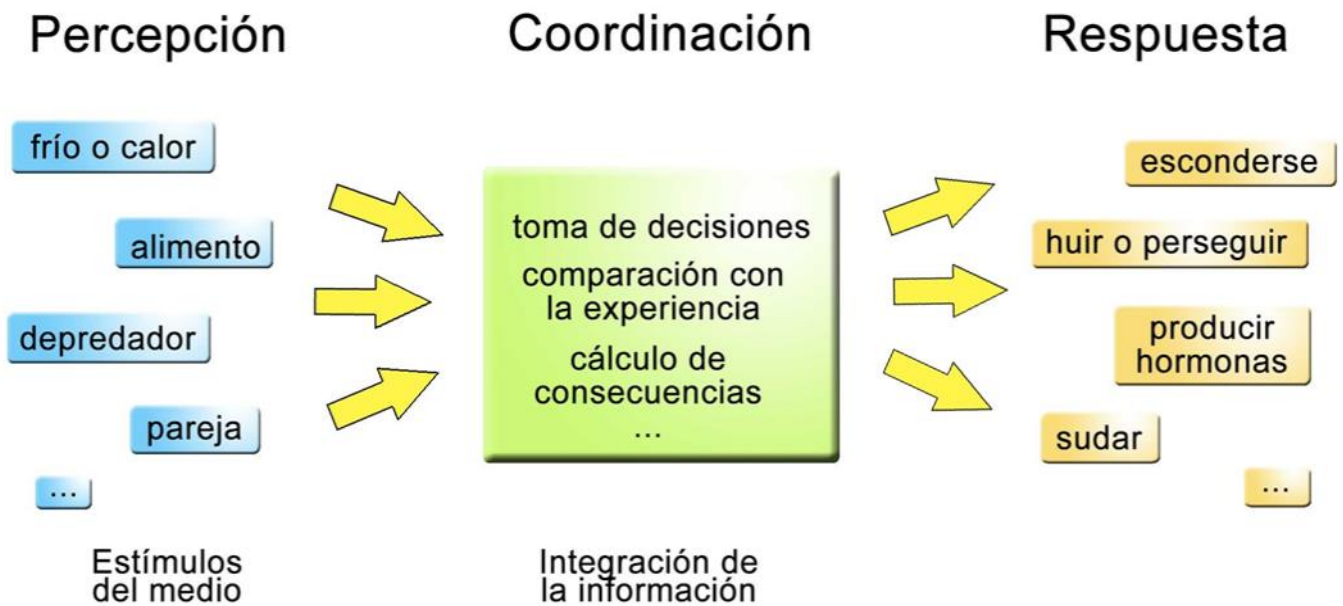 Percepción
Coordinación
Respuesta
frío o calor
alimento
depredador
pareja
...
Estímulos
del medio
toma de decisiones
comparación con
la experiencia
cálculo de
consecuencias
...
Integración de
la información
esconderse
huir o perseguir
producir
hormonas
sudar
...